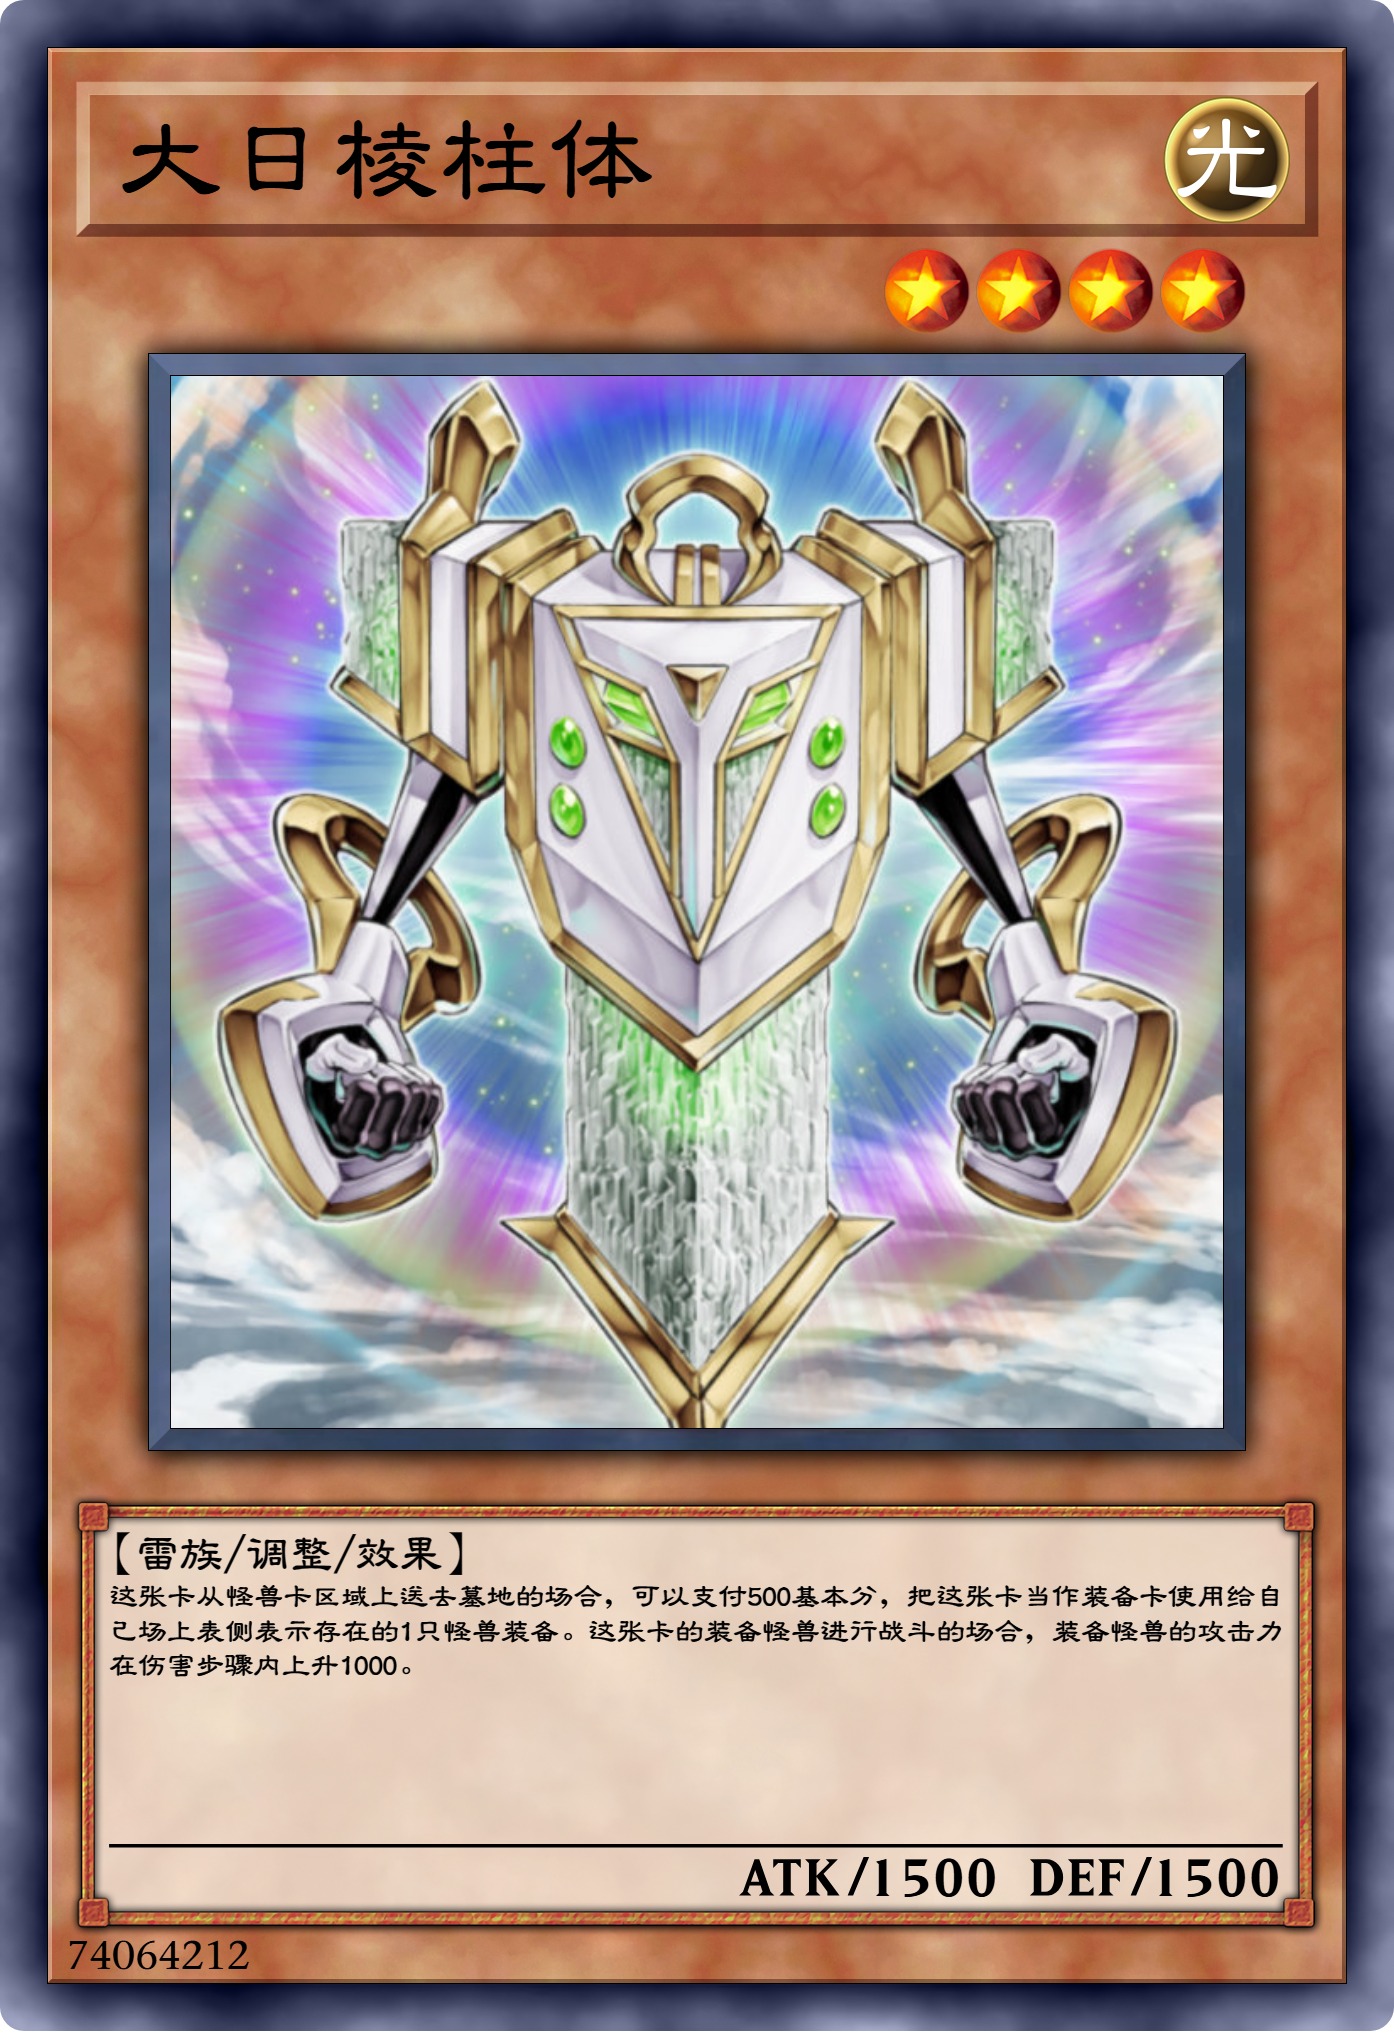 大日棱柱体
光
【雷族/调整/效果】
这张卡从怪兽卡区域上送去墓地的场合，可以支付500基本分，把这张卡当作装备卡使用给自
己场上表侧表示存在的1只怪兽装备。这张卡的装备怪兽进行战斗的场合，装备怪兽的攻击力
在伤害步骤内上升1000。
ATK/1500 DEF/1500
74064212